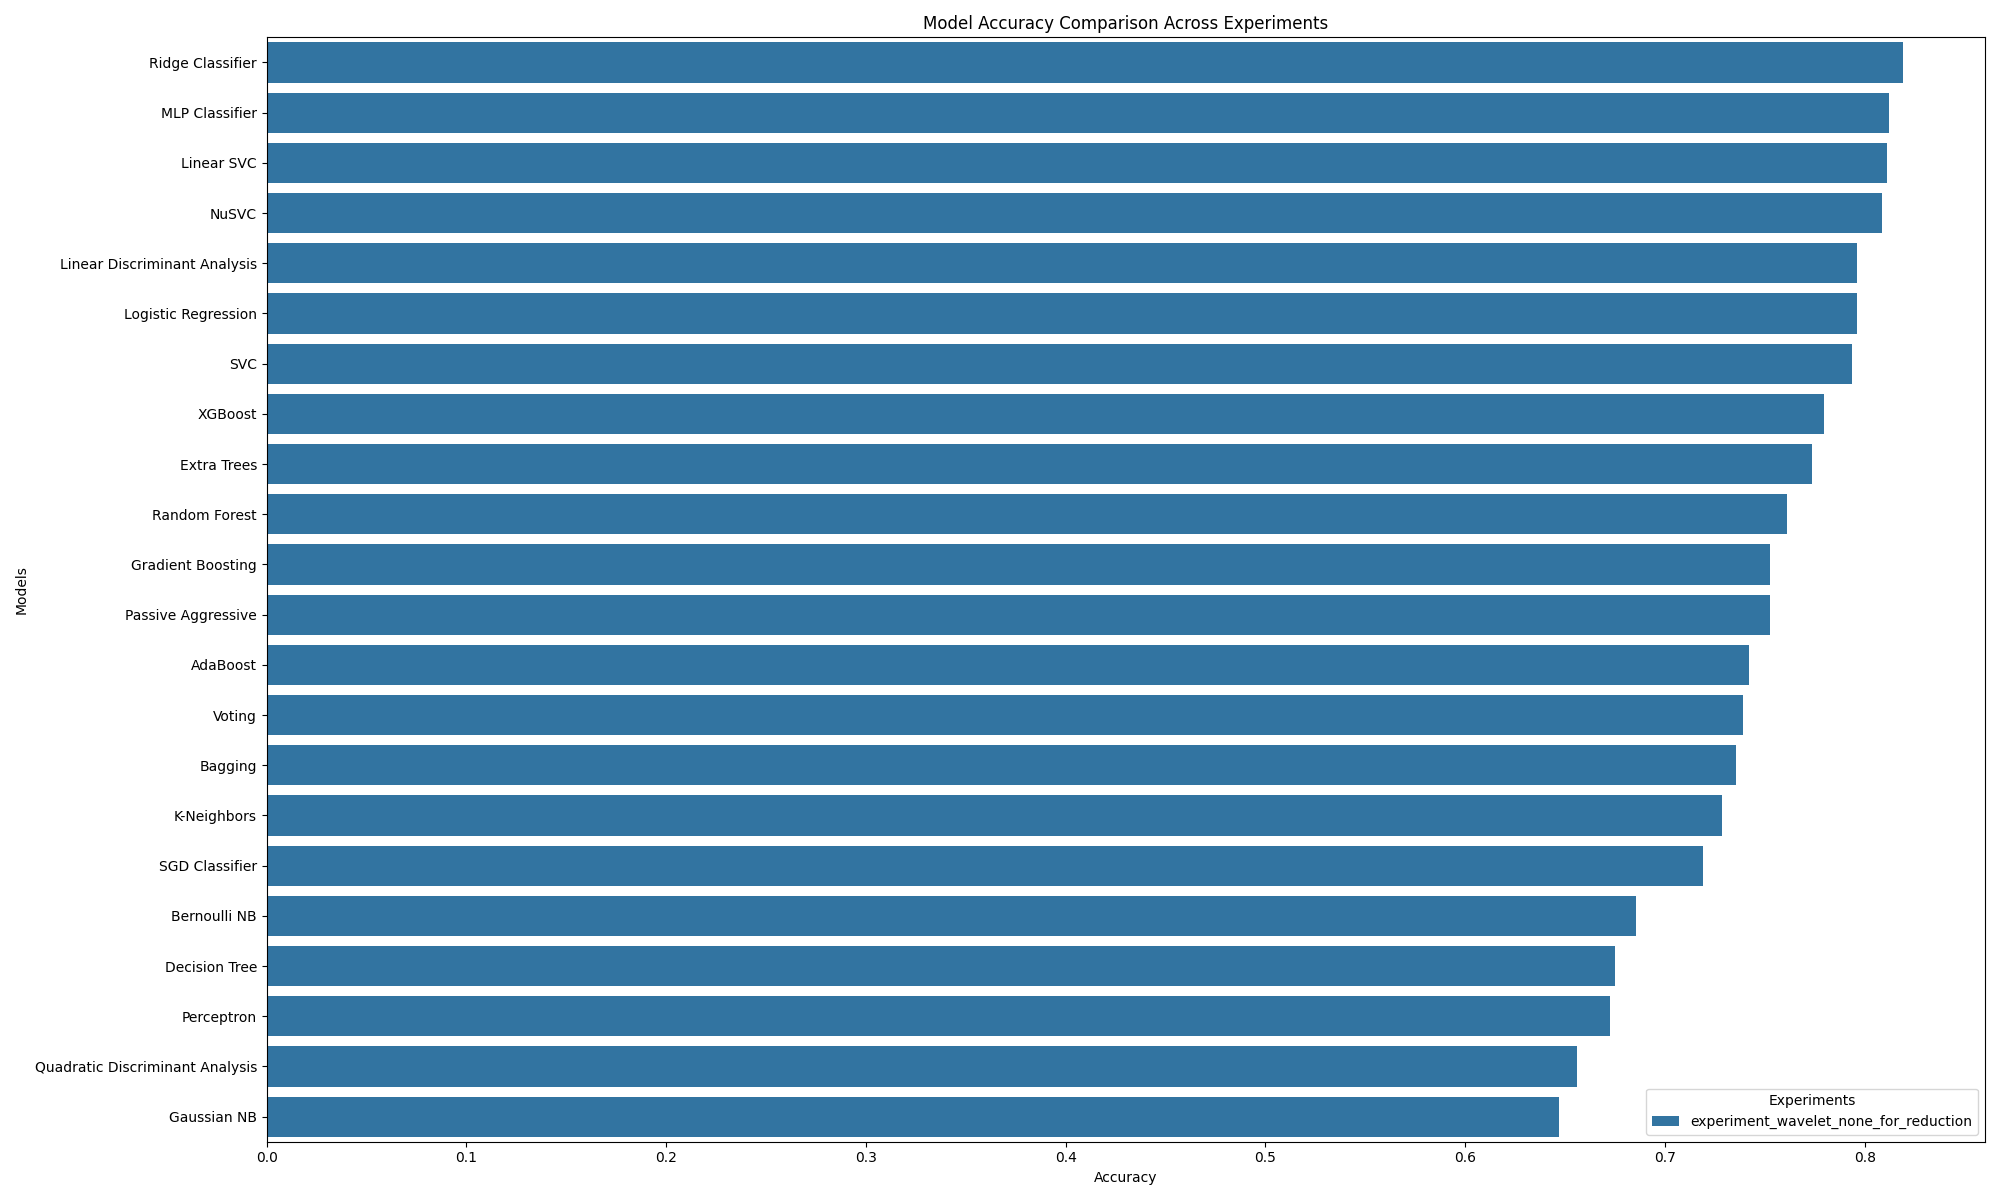 Model Accuracy Comparison Across Experiments
Models
Ridge Classifier
MLP Classifier
Linear SVC
NuSVC
Linear Discriminant Analysis
Logistic Regression
SVC
XGBoost
Extra Trees
Random Forest
Gradient Boosting
Passive Aggressive
AdaBoost
Voting
Bagging
K-Neighbors
SGD Classifier
Bernoulli NB
Decision Tree
Perceptron
Quadratic Discriminant Analysis
Gaussian NB
Experiments
experiment_wavelet_none_for_reduction
0.0 0.1 0.2 0.3 0.4 0.5 0.6 0.7 0.8
Accuracy